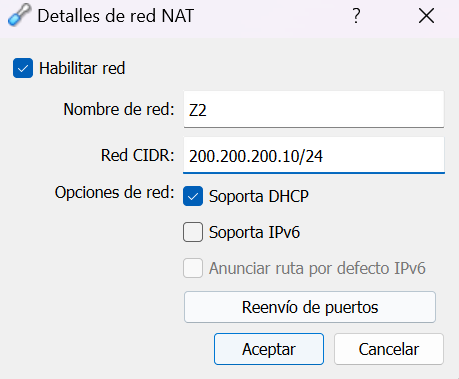 Detalles de red NAT
?
Habilitar red
Nombre de red: Z2
Red CIDR: 200.200.200.10/24
Opciones de red: Soporta DHCP
Soporta IPv6
Anunciar ruta por defecto IPv6
Reenvío de puertos
Aceptar Cancelar